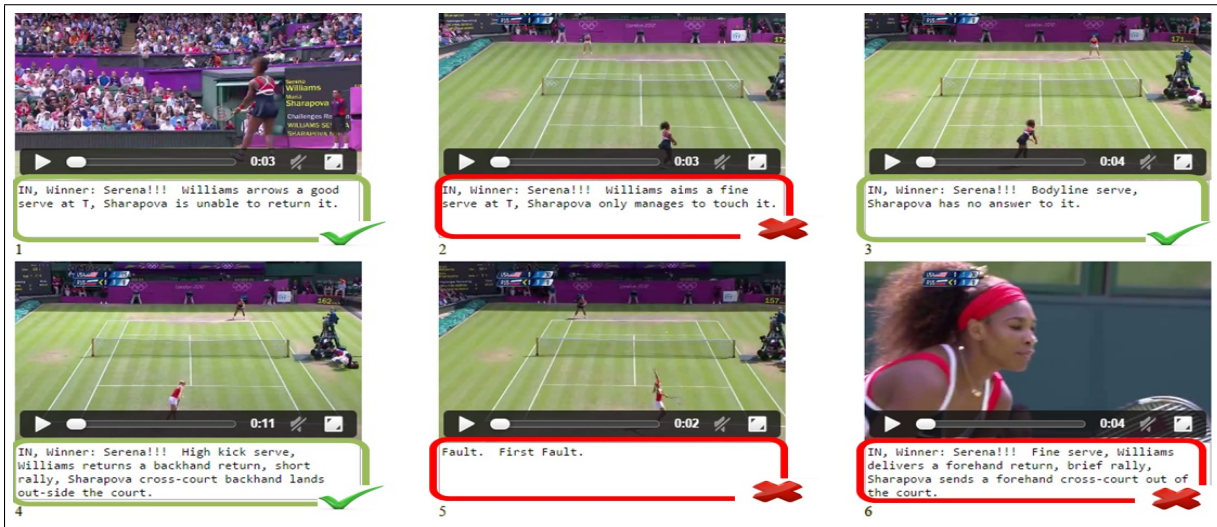 Serena
Williams
Maria
Sharapova
WILLIAMS
SHARAPOVA
0:03
IN, Winner: Serena!!!  Williams arrows a good
serve at T, Sharapova is unable to return it.
1
0:03
IN, Winner: Serena!!!  Williams aims a fine
serve at T, Sharapova only manages to touch it.
2
0:04
IN, Winner: Serena!!!  Bodyline serve,
Sharapova has no answer to it.
3
0:11
IN, Winner: Serena!!!  High kick serve,
Williams returns a backhand return, short
rally, Sharapova cross-court backhand lands
out-side the court.
4
0:02
Fault.  First Fault.
5
0:04
IN, Winner: Serena!!!  Fine serve, Williams
delivers a forehand return, brief rally,
Sharapova sends a forehand cross-court out of
the court.
6